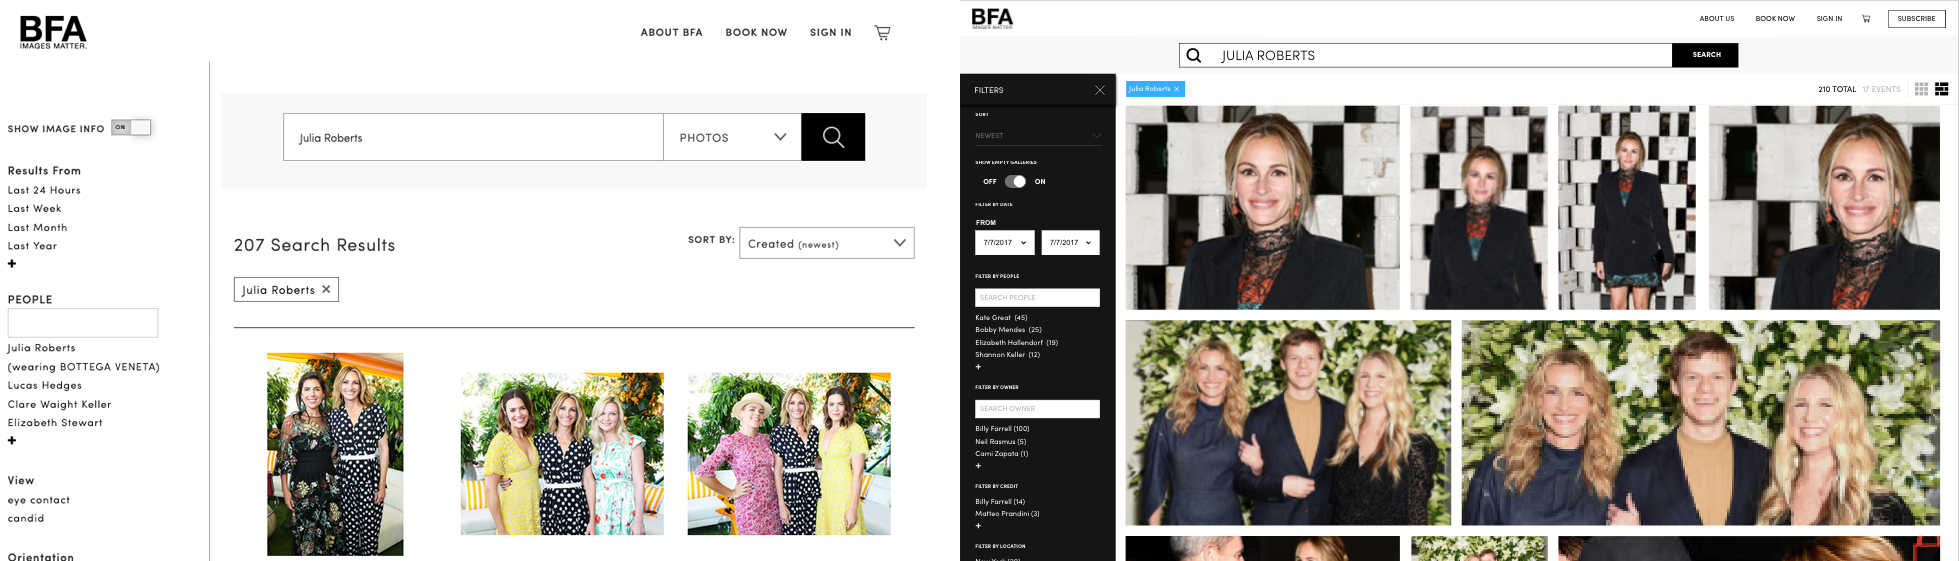 BFA
IMAGES MATTER.
ABOUT BFA
BOOK NOW
SIGN IN
SHOW IMAGE INFO
ON
Results From
Last 24 Hours
Last Week
Last Month
Last Year
+
PEOPLE
Julia Roberts
(wearing BOTTEGA VENETA)
Lucas Hedges
Clare Waight Keller
Elizabeth Stewart
+
View
eye contact
candid
Orientation
Julia Roberts
PHOTOS
207 Search Results
SORT BY:
Created (newest)
Julia Roberts ✕
BFA
IMAGES MATTER.
ABOUT US
BOOK NOW
SIGN IN
SUBSCRIBE
JULIA ROBERTS
SEARCH
FILTERS
SORT
NEWEST
SHOW EMPTY GALLERIES
OFF
ON
FILTER BY DATE
FROM
7/7/2017
7/7/2017
FILTER BY PEOPLE
SEARCH PEOPLE
Kate Great (45)
Bobby Mendes (25)
Elizabeth Hallendorf (19)
Shannon Keller (12)
+
FILTER BY OWNER
SEARCH OWNER
Billy Farrell (100)
Neil Rasmus (5)
Cami Zapata (1)
+
FILTER BY CREDIT
Billy Farrell (14)
Matteo Prandini (3)
+
FILTER BY LOCATION
Julia Roberts ✕
210 TOTAL
17 EVENTS